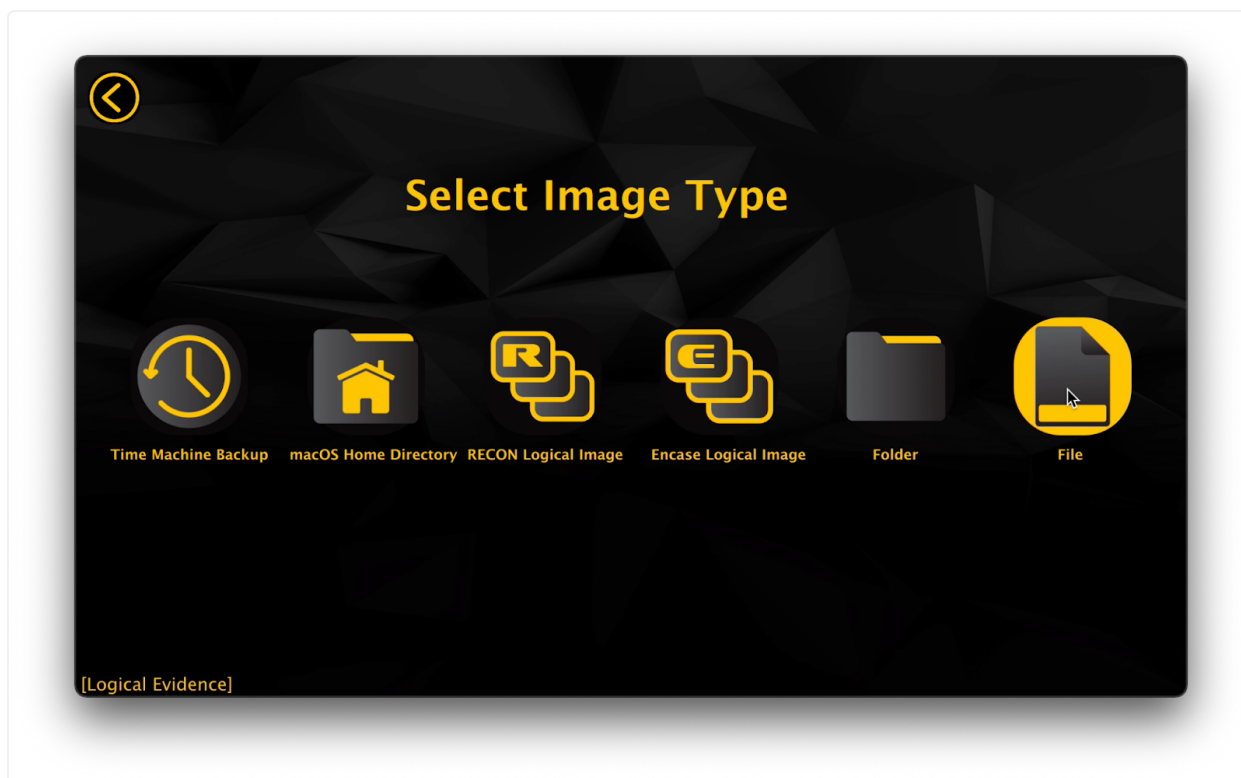 Select Image Type
R
E
Time Machine Backup macOS Home Directory RECON Logical Image Encase Logical Image Folder File
[Logical Evidence]